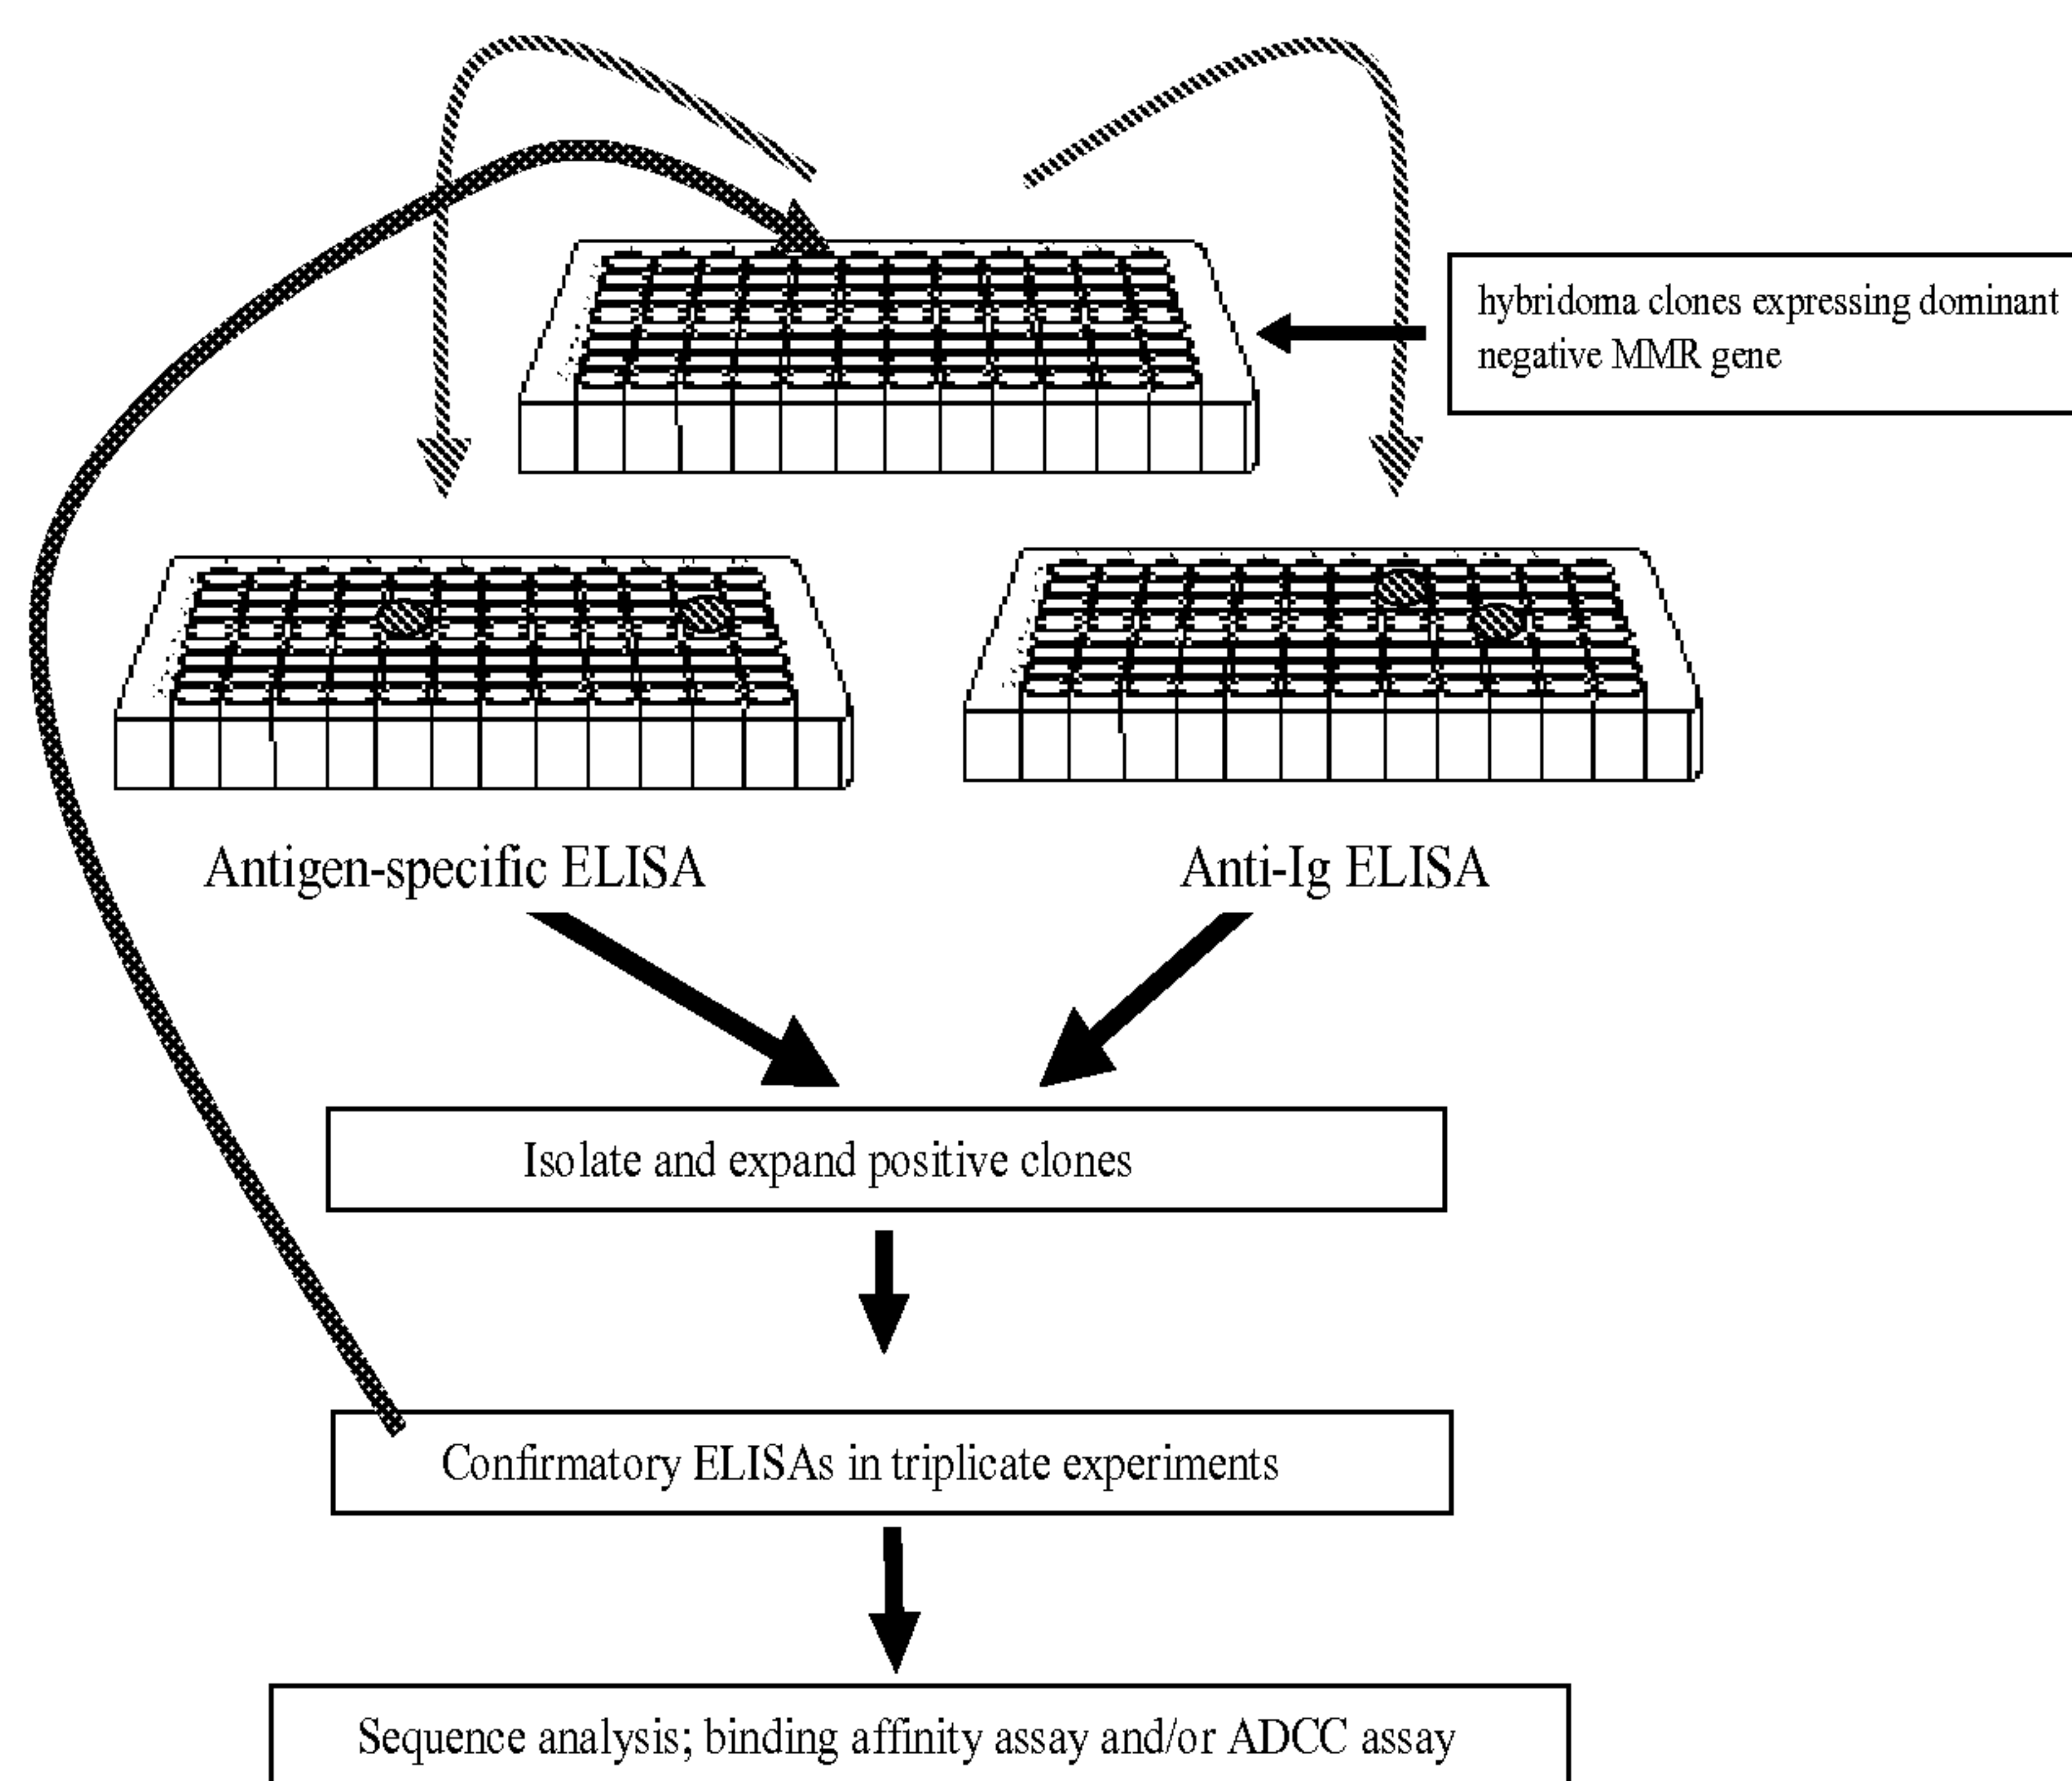 hybridoma clones expressing dominant
negative MMR gene
Antigen-specific ELISA
Anti-Ig ELISA
Isolate and expand positive clones
Confirmatory ELISAs in triplicate experiments
Sequence analysis; binding affinity assay and/or ADCC assay